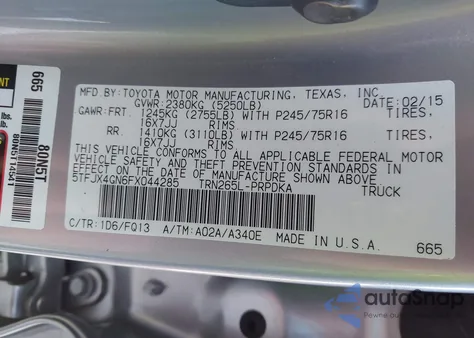 MFD.BY:TOYOTA MOTOR MANUFACTURING, TEXAS, INC.
GVWR:2380KG (5250LB) DATE:02/15
GAWR:FRT. 1245KG (2755LB) WITH P245/75R16 TIRES,
16X7JJ RIMS
RR. 1410KG (3110LB) WITH P245/75R16 TIRES,
16X7JJ RIMS
THIS VEHICLE CONFORMS TO ALL APPLICABLE FEDERAL MOTOR
VEHICLE SAFETY AND THEFT PREVENTION STANDARDS IN
EFFECT ON THE DATE OF MANUFACTURE SHOWN ABOVE.
5TFJX4GN6FX044285 TRN265L-PRPDKA TRUCK
C/TR:1D6/FQ13 A/TM:A02A/A340E MADE IN U.S.A. 665
665
80N5T
80N5T14541
lbs.
autoSnap